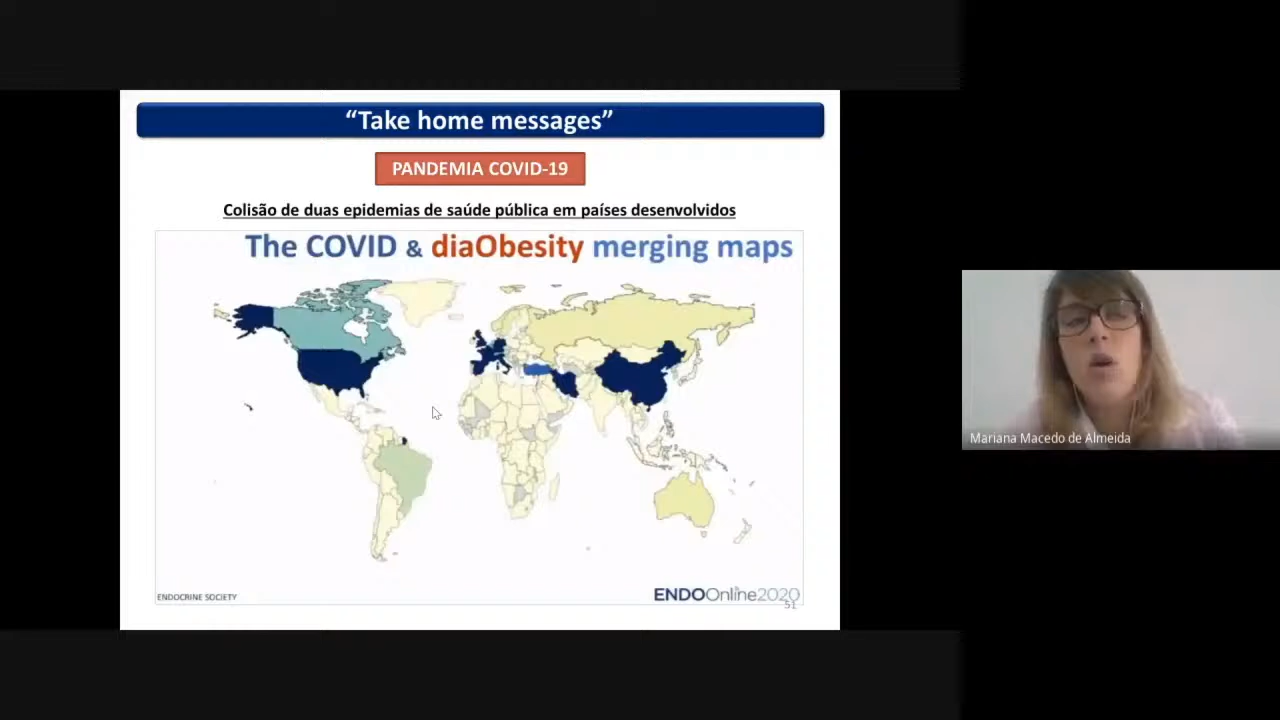 “Take home messages”
PANDEMIA COVID-19
Colisão de duas epidemias de saúde pública em países desenvolvidos
The COVID & diaObesity merging maps
ENDOCRINE SOCIETY
ENDOOnline2020
51
Mariana Macedo de Almeida